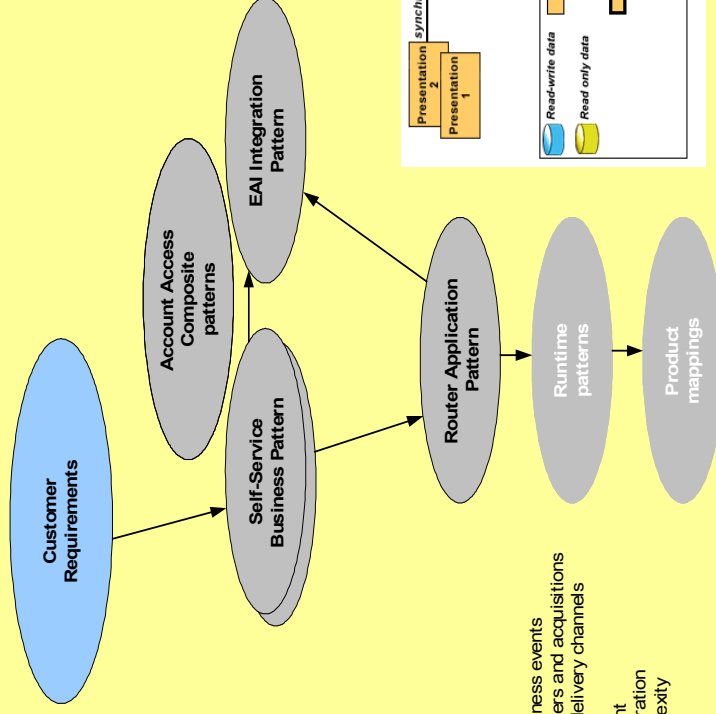 Customer
Requirements
Account Access
Composite
patterns
Self-Service
Business Pattern
EAI Integration
Pattern
Router Application
Pattern
Runtime
patterns
Product
mappings
Presentation
2
Presentation
1
synch
Read-write data
Read only data
ness events
ers and acquisitions
delivery channels
nt
ration
exity